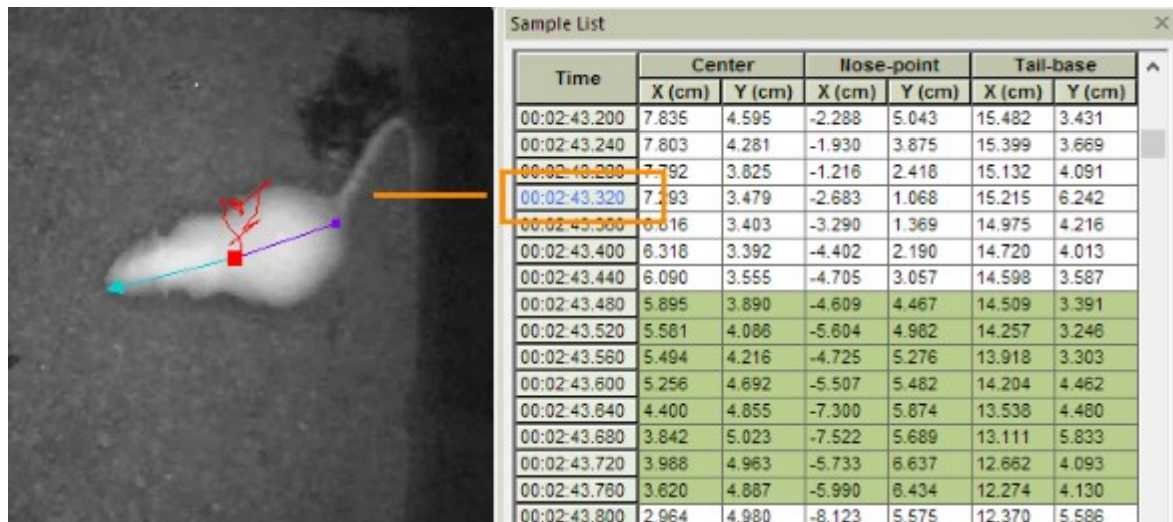 Sample List
Time Center Nose-point Tail-base
X (cm) Y (cm) X (cm) Y (cm) X (cm) Y (cm)
00:02:43.200 7.835 4.595 -2.288 5.043 15.482 3.431
00:02:43.240 7.803 4.281 -1.930 3.875 15.399 3.669
3.825 -1.216 2.418 15.132 4.091
00:02:43.320 3.479 -2.683 1.068 15.215 6.242
3.403 -3.290 1.369 14.975 4.216
00:02:43.400 6.318 3.392 -4.402 2.190 14.720 4.013
00:02:43.440 6.090 3.555 -4.705 3.057 14.598 3.587
00:02:43.480 5.895 3.890 -4.609 4.467 14.509 3.391
00:02:43.520 5.581 4.086 -5.604 4.982 14.257 3.246
00:02:43.560 5.494 4.216 -4.725 5.276 13.918 3.303
00:02:43.600 5.256 4.692 -5.507 5.482 14.204 4.462
00:02:43.640 4.400 4.855 -7.300 5.874 13.538 4.480
00:02:43.680 3.842 5.023 -7.522 5.689 13.111 5.833
00:02:43.720 3.988 4.963 -5.733 6.637 12.662 4.093
00:02:43.760 3.620 4.887 -5.990 6.434 12.274 4.130
00:02:43.800 2.964 4.980 -8.123 5.575 12.370 5.586